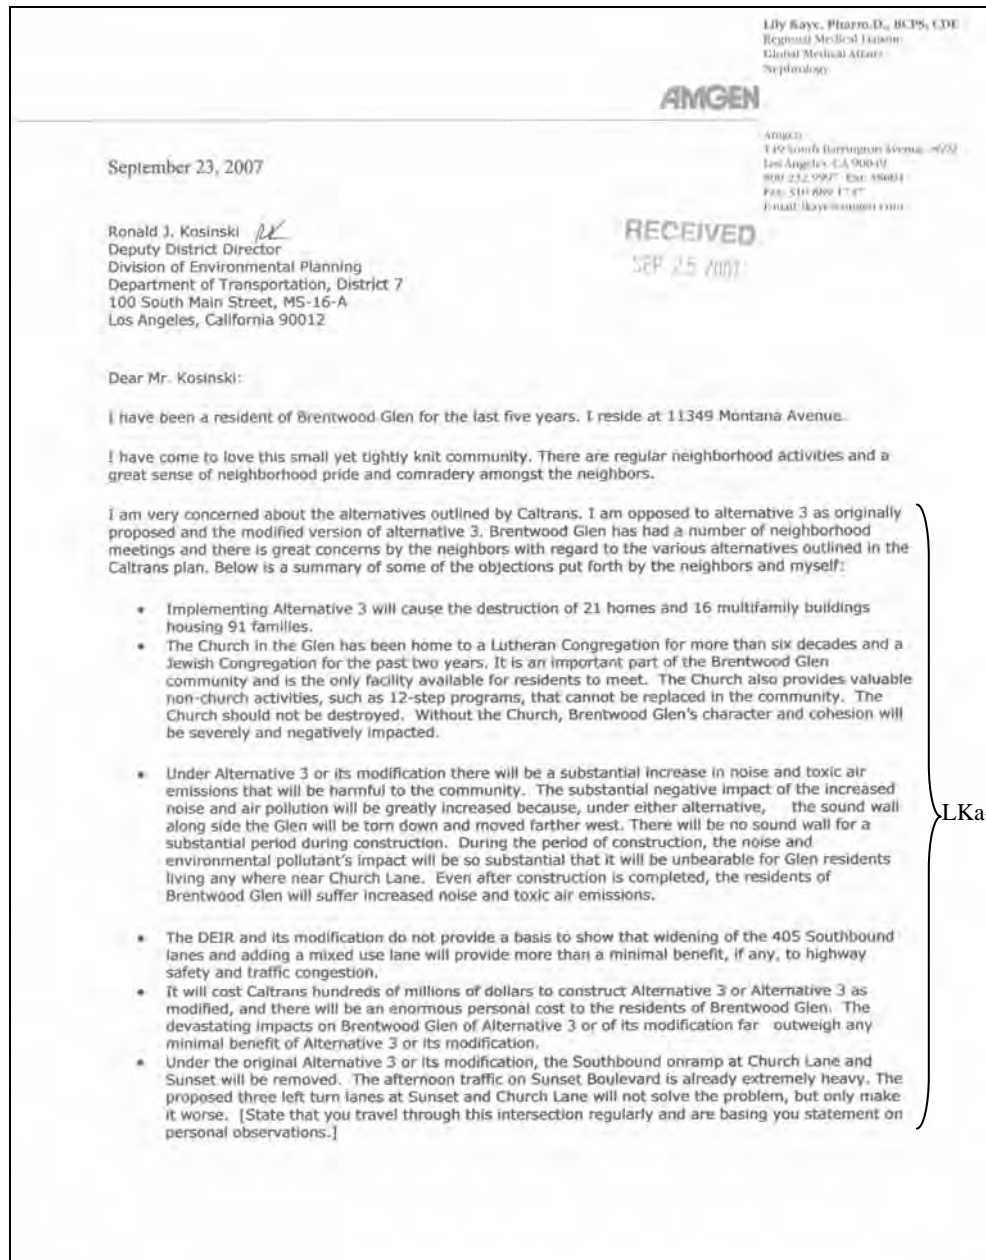 Lily Kaye, Pharm.D., BCPS, CDE
Regional Medical Liaison
Global Medical Affairs
Nephrology
AMGEN
Amgen
Los Angeles, CA 90049
September 23, 2007
RECEIVED
SEP 25 2007
Ronald J. Kosinski
Deputy District Director
Division of Environmental Planning
Department of Transportation, District 7
100 South Main Street, MS-16-A
Los Angeles, California 90012
Dear Mr. Kosinski:
I have been a resident of Brentwood Glen for the last five years. I reside at 11349 Montana Avenue.
I have come to love this small yet tightly knit community. There are regular neighborhood activities and a
great sense of neighborhood pride and comradery amongst the neighbors.
I am very concerned about the alternatives outlined by Caltrans. I am opposed to alternative 3 as originally
proposed and the modified version of alternative 3. Brentwood Glen has had a number of neighborhood
meetings and there is great concerns by the neighbors with regard to the various alternatives outlined in the
Caltrans plan. Below is a summary of some of the objections put forth by the neighbors and myself:
• Implementing Alternative 3 will cause the destruction of 21 homes and 16 multifamily buildings
housing 91 families.
• The Church in the Glen has been home to a Lutheran Congregation for more than six decades and a
Jewish Congregation for the past two years. It is an important part of the Brentwood Glen
community and is the only facility available for residents to meet. The Church also provides valuable
non-church activities, such as 12-step programs, that cannot be replaced in the community. The
Church should not be destroyed. Without the Church, Brentwood Glen's character and cohesion will
be severely and negatively impacted.
• Under Alternative 3 or its modification there will be a substantial increase in noise and toxic air
emissions that will be harmful to the community. The substantial negative impact of the increased
noise and air pollution will be greatly increased because, under either alternative, the sound wall
along side the Glen will be torn down and moved farther west. There will be no sound wall for a
substantial period during construction. During the period of construction, the noise and
environmental pollutant's impact will be so substantial that it will be unbearable for Glen residents
living any where near Church Lane. Even after construction is completed, the residents of
Brentwood Glen will suffer increased noise and toxic air emissions.
• The DEIR and its modification do not provide a basis to show that widening of the 405 Southbound
lanes and adding a mixed use lane will provide more than a minimal benefit, if any, to highway
safety and traffic congestion.
• It will cost Caltrans hundreds of millions of dollars to construct Alternative 3 or Alternative 3 as
modified, and there will be an enormous personal cost to the residents of Brentwood Glen. The
devastating impacts on Brentwood Glen of Alternative 3 or of its modification far outweigh any
minimal benefit of Alternative 3 or its modification.
• Under the original Alternative 3 or its modification, the Southbound onramp at Church Lane and
Sunset will be removed. The afternoon traffic on Sunset Boulevard is already extremely heavy. The
proposed three left turn lanes at Sunset and Church Lane will not solve the problem, but only make
it worse. [State that you travel through this intersection regularly and are basing you statement on
personal observations.]
LKa